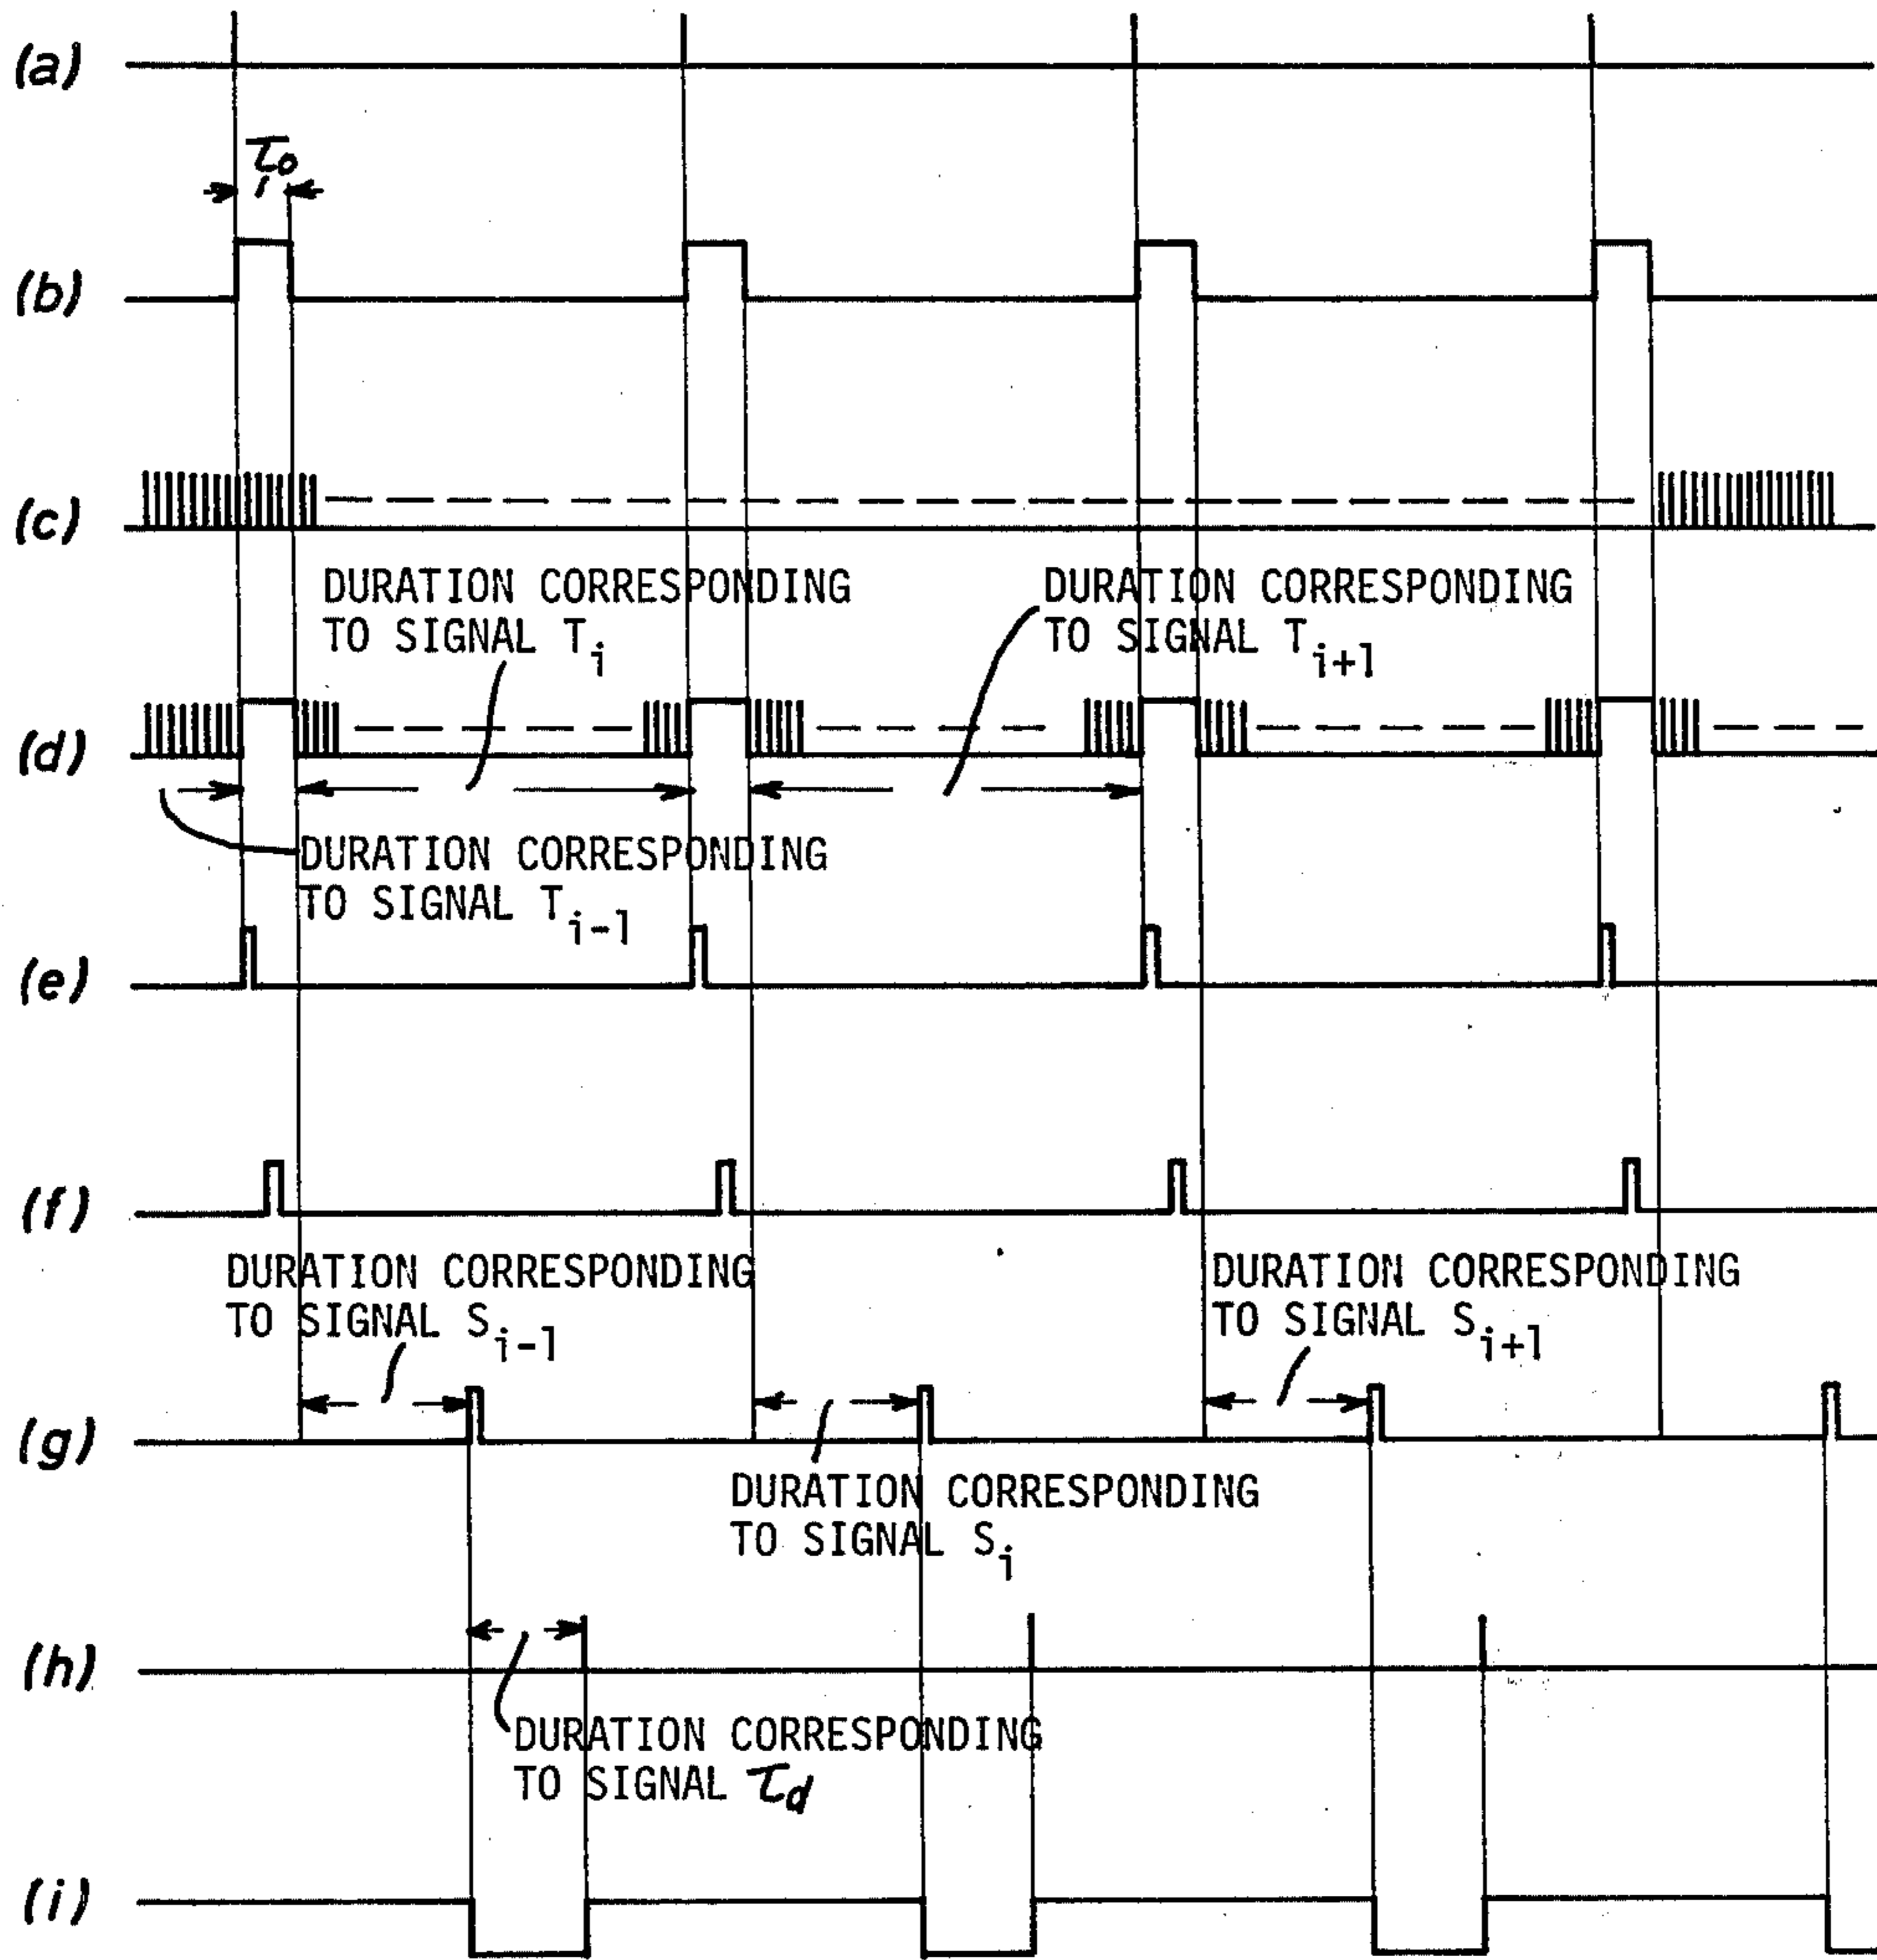 (a)
τo
(b)
(c)
DURATION CORRESPONDING
TO SIGNAL Ti
DURATION CORRESPONDING
TO SIGNAL Ti+1
(d)
DURATION CORRESPONDING
TO SIGNAL Ti-1
(e)
(f)
DURATION CORRESPONDING
TO SIGNAL Si-1
DURATION CORRESPONDING
TO SIGNAL Si+1
(g)
DURATION CORRESPONDING
TO SIGNAL Si
(h)
DURATION CORRESPONDING
TO SIGNAL τd
(i)